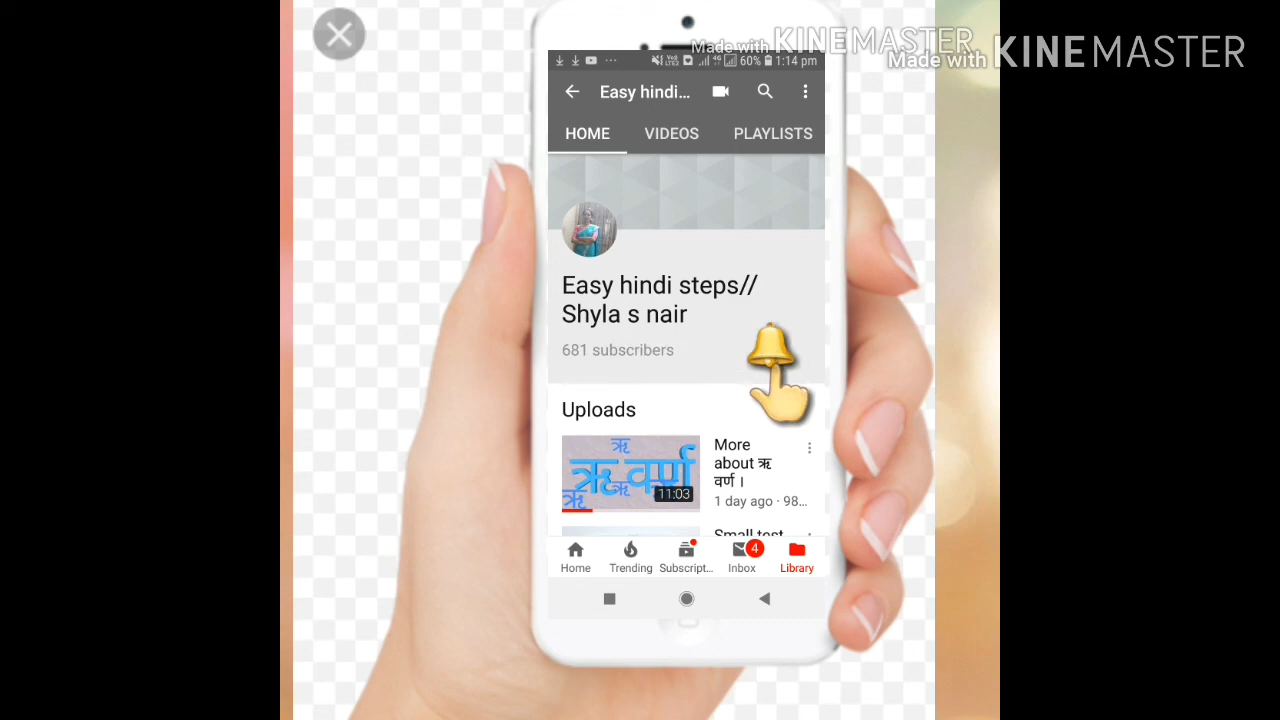 Made with KINEMASTER
Made with KINEMASTER
60% 1:14 pm
Easy hindi...
HOME VIDEOS PLAYLISTS
Easy hindi steps//
Shyla s nair
681 subscribers
Uploads
ऋ
ऋ वर्ण
ऋ ऋ
11:03
More
about ऋ
वर्ण ।
1 day ago · 98...
Small test
Home Trending Subscript... Inbox 4 Library